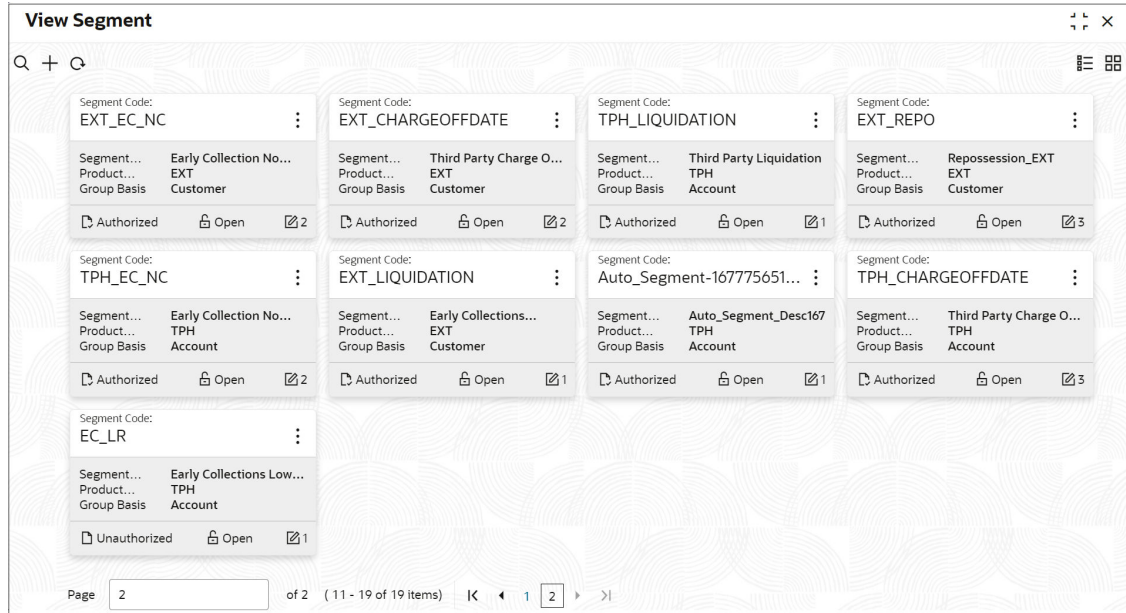 View Segment
Segment Code:
EXT_EC_NC
Segment... Early Collection No...
Product... EXT
Group Basis Customer
Authorized Open 2
Segment Code:
EXT_CHARGEOFFDATE
Segment... Third Party Charge O...
Product... EXT
Group Basis Customer
Authorized Open 2
Segment Code:
TPH_LIQUIDATION
Segment... Third Party Liquidation
Product... TPH
Group Basis Account
Authorized Open 1
Segment Code:
EXT_REPO
Segment... Repossession_EXT
Product... EXT
Group Basis Customer
Authorized Open 3
Segment Code:
TPH_EC_NC
Segment... Early Collection No...
Product... TPH
Group Basis Account
Authorized Open 2
Segment Code:
EXT_LIQUIDATION
Segment... Early Collections...
Product... EXT
Group Basis Customer
Authorized Open 1
Segment Code:
Auto_Segment-167775651...
Segment... Auto_Segment_Desc167
Product... TPH
Group Basis Account
Authorized Open 1
Segment Code:
TPH_CHARGEOFFDATE
Segment... Third Party Charge O...
Product... TPH
Group Basis Account
Authorized Open 3
Segment Code:
EC_LR
Segment... Early Collections Low...
Product... TPH
Group Basis Account
Unauthorized Open 1
Page 2 of 2 ( 11 - 19 of 19 items) 1 2